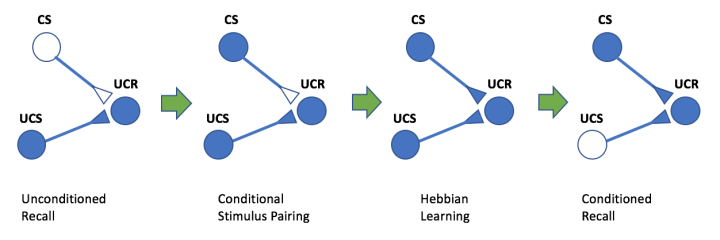 CS
UCR
UCS
Unconditioned
Recall
CS
UCR
UCS
Conditional
Stimulus Pairing
CS
UCR
UCS
Hebbian
Learning
CS
UCR
UCS
Conditioned
Recall